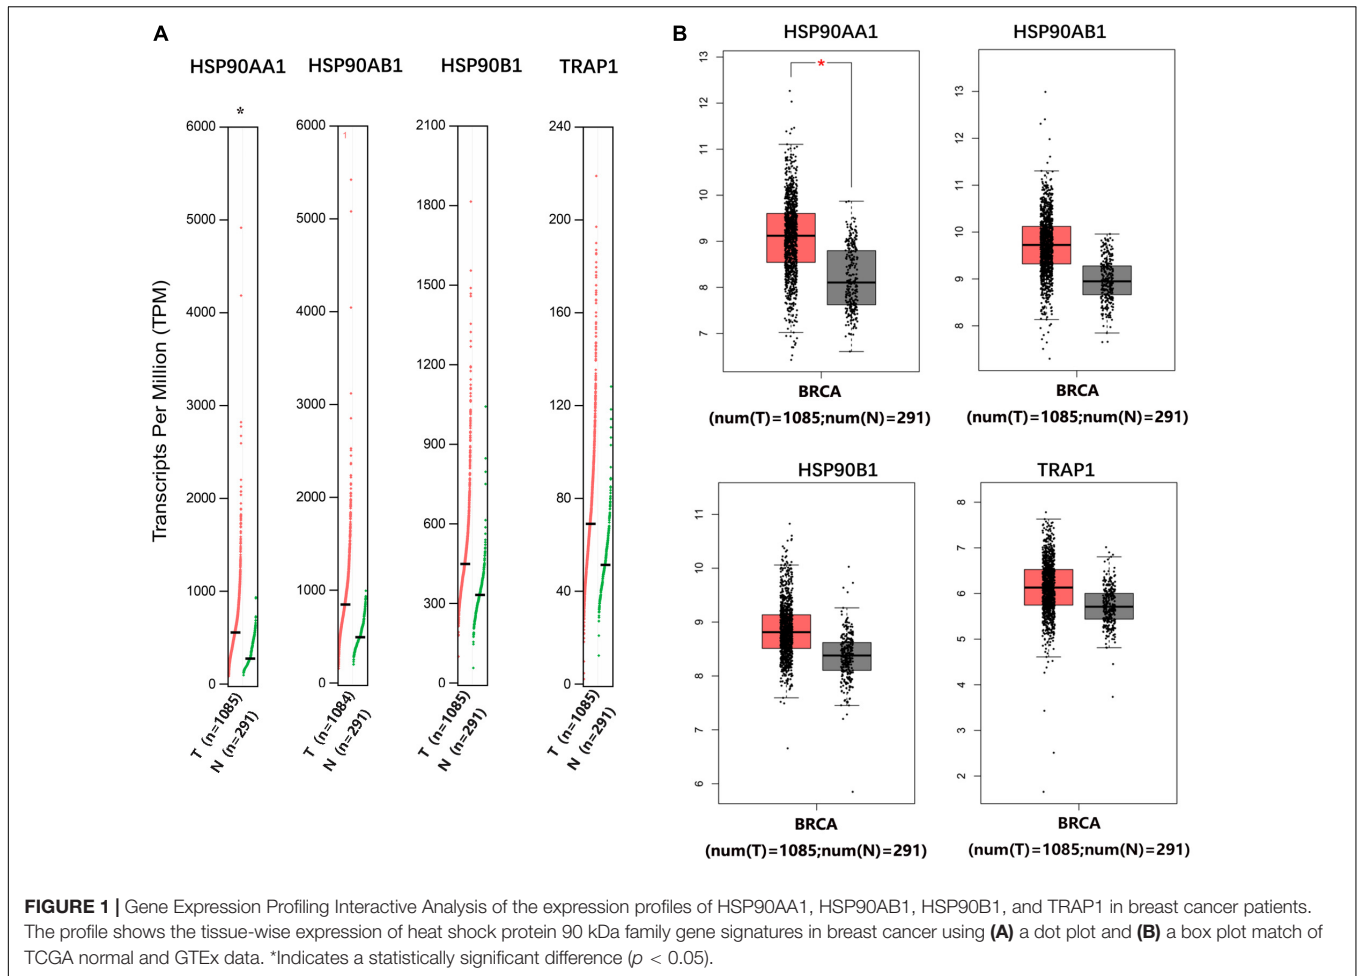 A
HSP90AA1 HSP90AB1 HSP90B1 TRAP1
*
Transcripts Per Million (TPM)
6000
5000
4000
3000
2000
1000
0
T (n=1085)
N (n=291)
6000
5000
4000
3000
2000
1000
0
1
T (n=1084)
N (n=291)
2100
1800
1500
1200
900
600
300
0
T (n=1085)
N (n=291)
240
200
160
120
80
40
0
T (n=1085)
N (n=291)
B
HSP90AA1
*
13
12
11
10
9
8
7
BRCA
(num(T)=1085;num(N)=291)
HSP90AB1
13
12
11
10
9
8
BRCA
(num(T)=1085;num(N)=291)
HSP90B1
11
10
9
8
7
6
BRCA
(num(T)=1085;num(N)=291)
TRAP1
8
7
6
5
4
3
2
BRCA
(num(T)=1085;num(N)=291)
FIGURE 1 | Gene Expression Profiling Interactive Analysis of the expression profiles of HSP90AA1, HSP90AB1, HSP90B1, and TRAP1 in breast cancer patients.
The profile shows the tissue-wise expression of heat shock protein 90 kDa family gene signatures in breast cancer using (A) a dot plot and (B) a box plot match of
TCGA normal and GTEx data. *Indicates a statistically significant difference (p < 0.05).